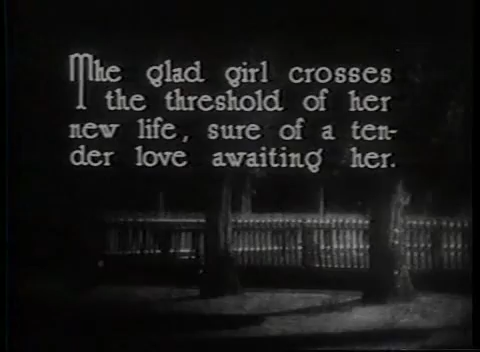 The glad girl crosses
the threshold of her
new life, sure of a ten-
der love awaiting her.